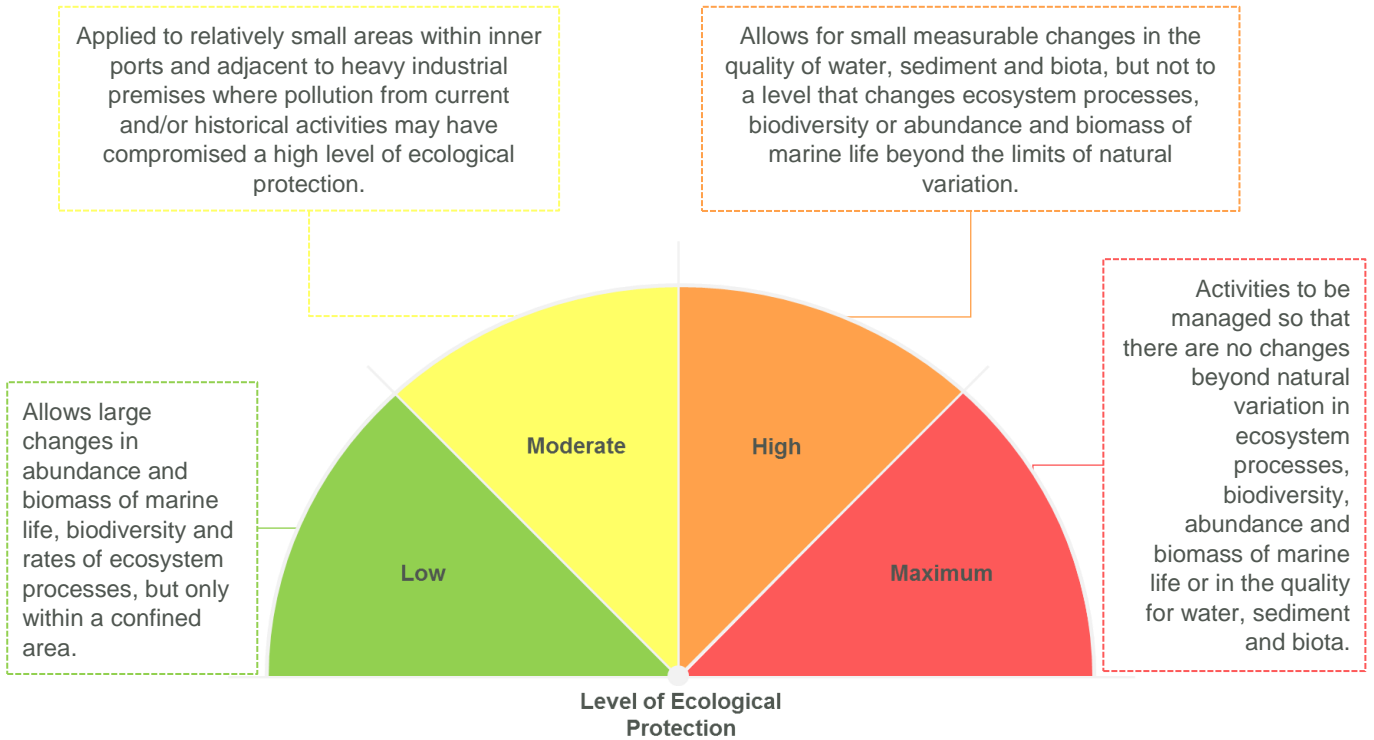 Applied to relatively small areas within inner
ports and adjacent to heavy industrial
premises where pollution from current
and/or historical activities may have
compromised a high level of ecological
protection.
Allows for small measurable changes in the
quality of water, sediment and biota, but not to
a level that changes ecosystem processes,
biodiversity or abundance and biomass of
marine life beyond the limits of natural
variation.
Allows large
changes in
abundance and
biomass of marine
life, biodiversity and
rates of ecosystem
processes, but only
within a confined
area.
Activities to be
managed so that
there are no changes
beyond natural
variation in
ecosystem
processes,
biodiversity,
abundance and
biomass of marine
life or in the quality
for water, sediment
and biota.
Low
Moderate
High
Maximum
Level of Ecological
Protection